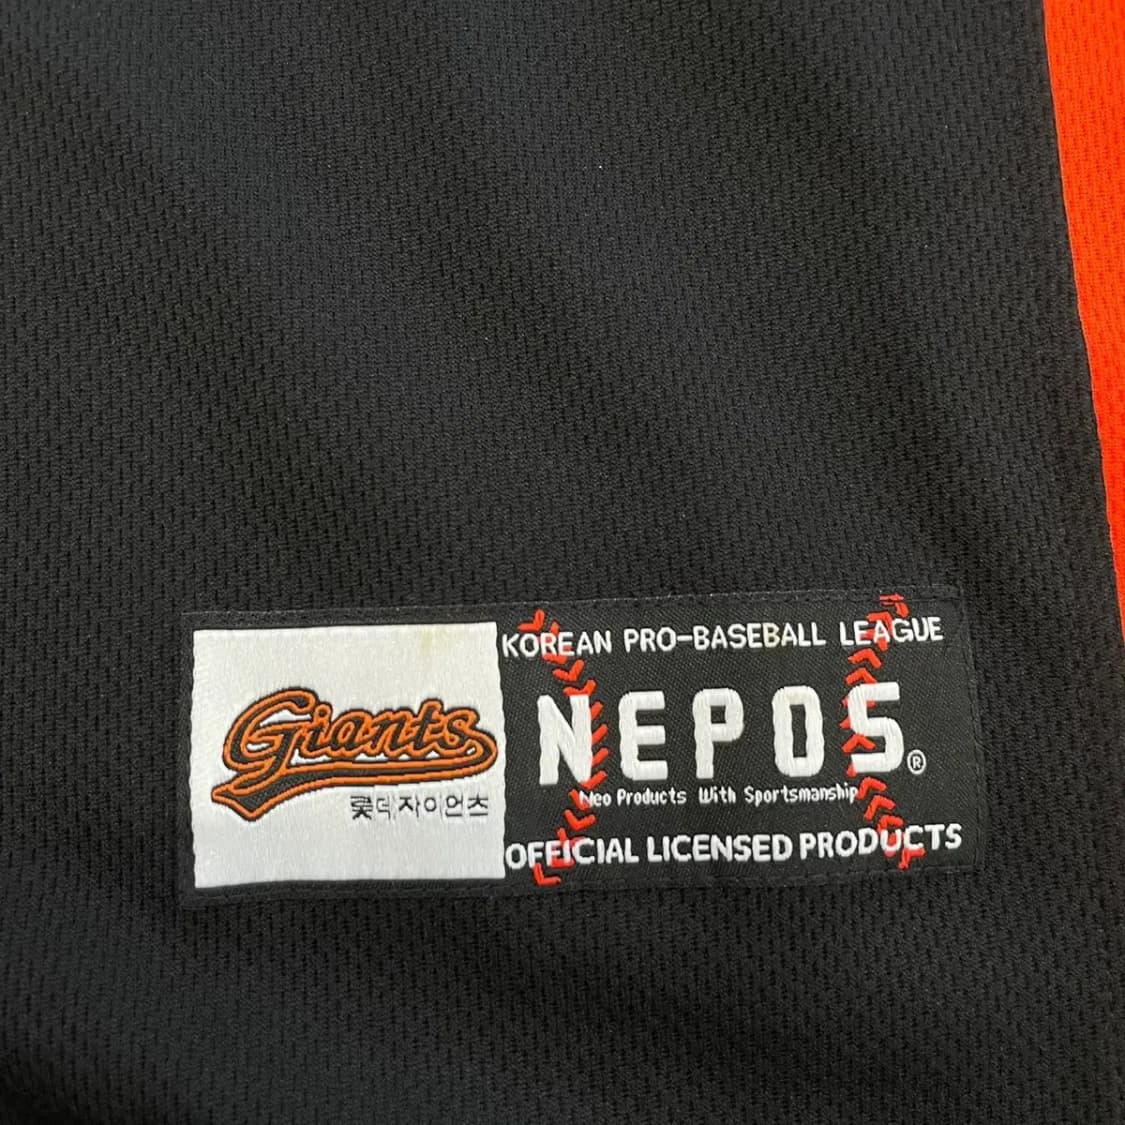 Giants
롯데 자이언츠
KOREAN PRO-BASEBALL LEAGUE
NEPOS®
Neo Products With Sportsmanship
OFFICIAL LICENSED PRODUCTS